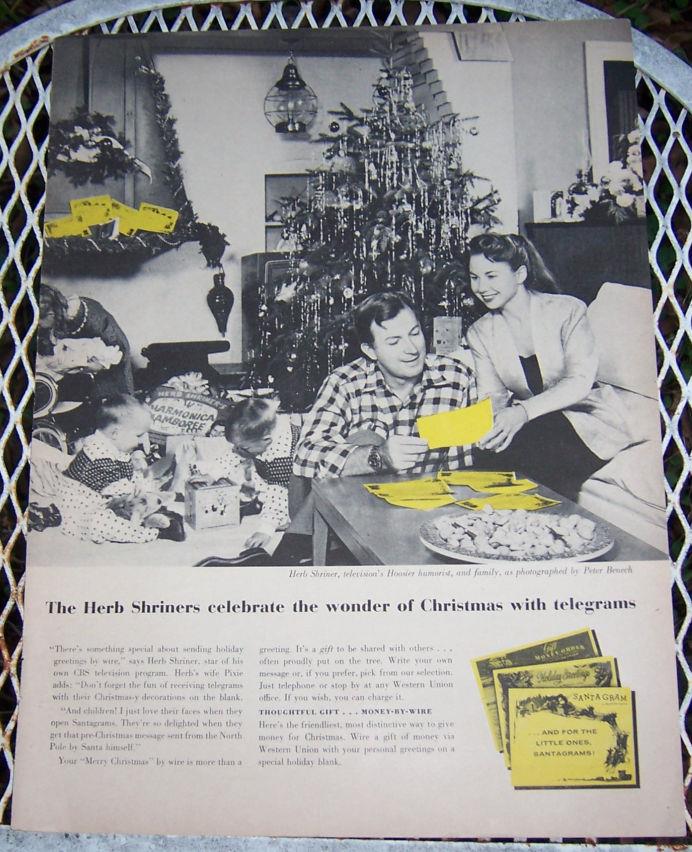 HERB SHRINER'S
HARMONICA
JAMBOREE
Herb Shriner, television's Hoosier humorist, and family, as photographed by Peter Benech
The Herb Shriners celebrate the wonder of Christmas with telegrams
"There's something special about sending holiday
greetings by wire," says Herb Shriner, star of his
own CBS television program. Herb's wife Pixie
adds: "Don't forget the fun of receiving telegrams
with their Christmas-y decorations on the blank.
"And children! I just love their faces when they
open Santagrams. They're so delighted when they
get that pre-Christmas message sent from the North
Pole by Santa himself."
Your "Merry Christmas" by wire is more than a
greeting. It's a gift to be shared with others . . .
often proudly put on the tree. Write your own
message or, if you prefer, pick from our selection.
Just telephone or stop by at any Western Union
office. If you wish, you can charge it.
THOUGHTFUL GIFT . . . MONEY-BY-WIRE
Here's the friendliest, most distinctive way to give
money for Christmas. Wire a gift of money via
Western Union with your personal greetings on a
special holiday blank.
Gift
MONEY ORDER
Holiday Greetings
SANTAGRAM
. . . AND FOR THE
LITTLE ONES,
SANTAGRAMS!